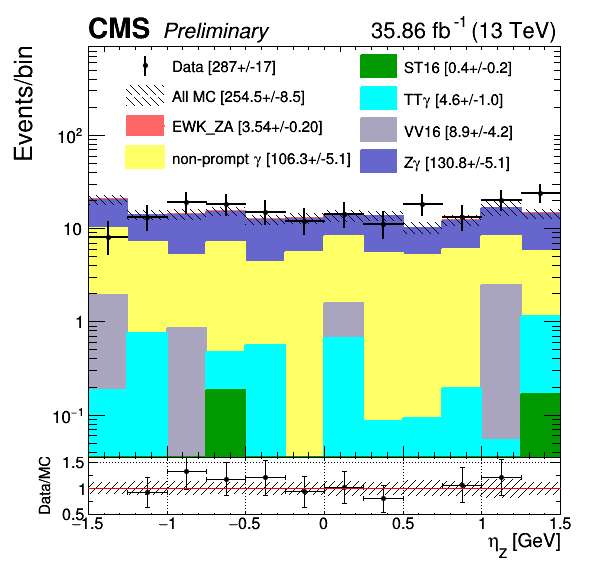 CMS Preliminary 35.86 fb⁻¹ (13 TeV)
Events/bin
Data [287+/-17]
All MC [254.5+/-8.5]
EWK_ZA [3.54+/-0.20]
non-prompt γ [106.3+/-5.1]
ST16 [0.4+/-0.2]
TTγ [4.6+/-1.0]
VV16 [8.9+/-4.2]
Zγ [130.8+/-5.1]
10²
10
1
10⁻¹
Data/MC
1.5
1
0.5
−1.5 −1 −0.5 0 0.5 1 1.5
η_Z [GeV]